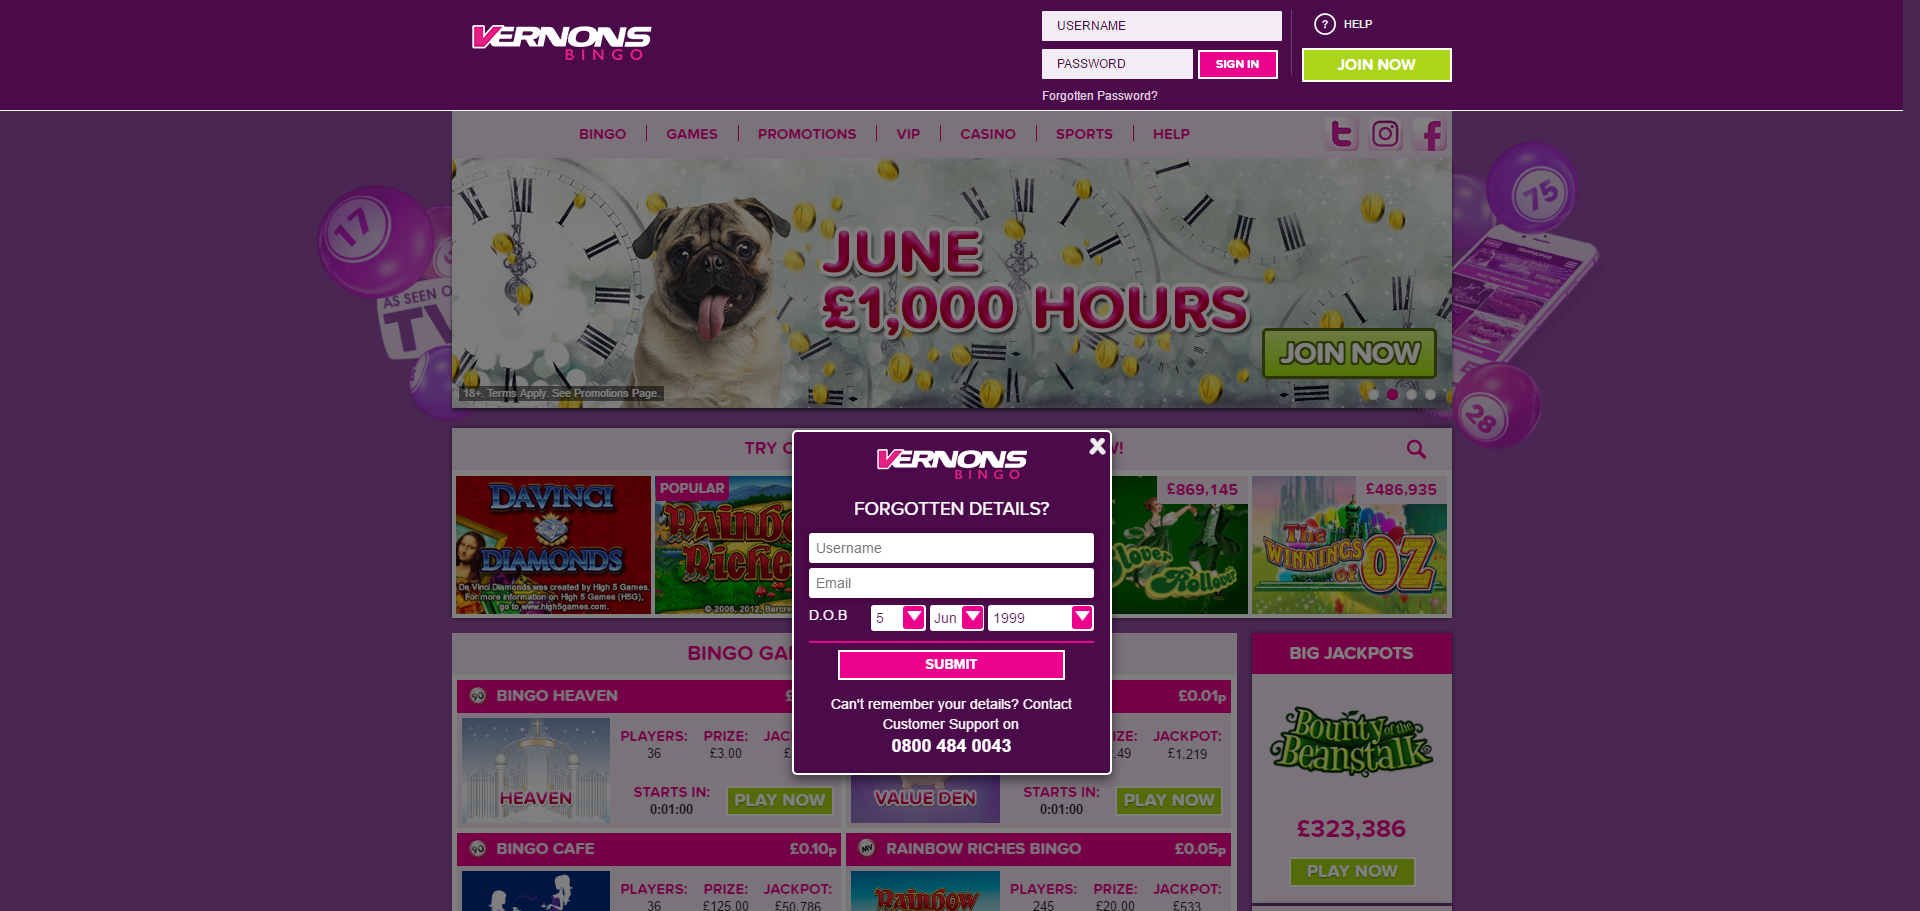 VERNONS
BINGO
USERNAME
PASSWORD
SIGN IN
Forgotten Password?
? HELP
JOIN NOW
BINGO
GAMES
PROMOTIONS
VIP
CASINO
SPORTS
HELP
17
AS SEEN O
TV
75
28
JUNE
£1,000 HOURS
JOIN NOW
18+. Terms Apply. See Promotions Page.
TRY
DAVINCI
DIAMONDS
Da Vinci Diamonds was created by High 5 Games.
For more information on High 5 Games (H5G),
go to www.high5games.com.
POPULAR
Rainbow
Riche
© 2006, 2012, Barcre
£869,145
Rollover
£486,935
The
WINNINGS
of OZ
VERNONS
BINGO
FORGOTTEN DETAILS?
Username
Email
D.O.B
5
Jun
1999
SUBMIT
Can't remember your details? Contact
Customer Support on
0800 484 0043
BINGO GA
90 BINGO HEAVEN
HEAVEN
PLAYERS:
36
PRIZE:
£3.00
JAC
£
STARTS IN:
0:01:00
PLAY NOW
£0.01p
VALUE DEN
IZE:
.49
JACKPOT:
£1,219
STARTS IN:
0:01:00
PLAY NOW
90 BINGO CAFE
£0.10p
PLAYERS:
36
PRIZE:
£125.00
JACKPOT:
£50,786
MV RAINBOW RICHES BINGO
£0.05p
Rainbow
PLAYERS:
245
PRIZE:
£20.00
JACKPOT:
£533
BIG JACKPOTS
Bounty of the
Beanstalk
£323,386
PLAY NOW